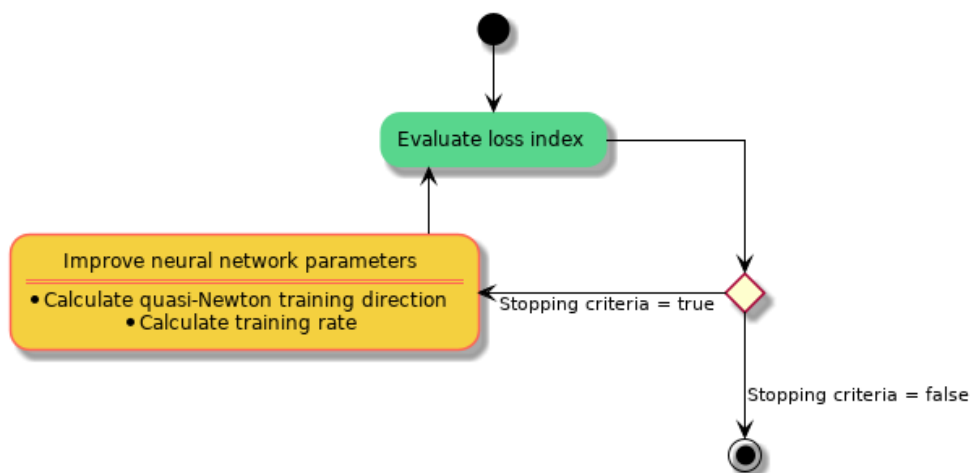 Evaluate loss index
Improve neural network parameters
•Calculate quasi-Newton training direction
•Calculate training rate
Stopping criteria = true
Stopping criteria = false